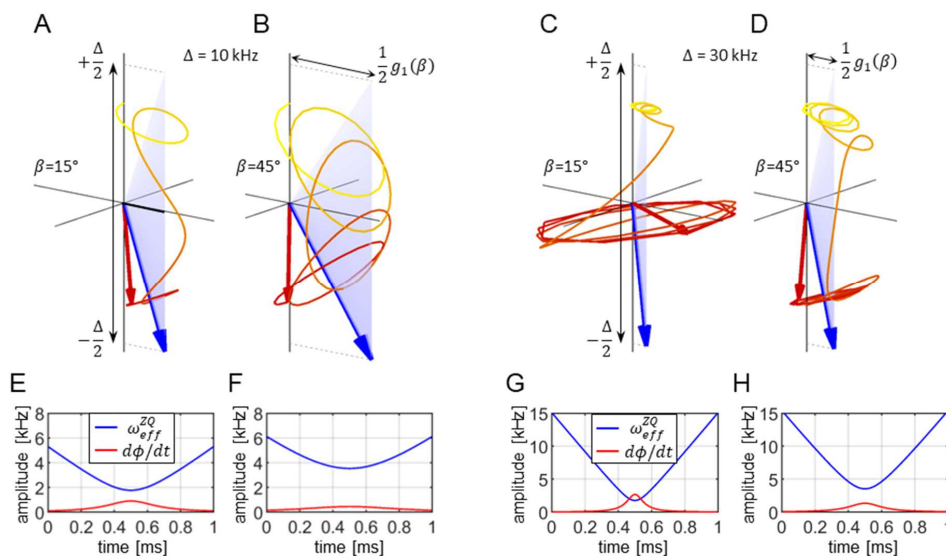 A
B
C
D
+Δ/2
Δ = 10 kHz
1/2 g₁(β)
+Δ/2
Δ = 30 kHz
1/2 g₁(β)
β=15°
β=45°
β=15°
β=45°
−Δ/2
−Δ/2
E
F
G
H
amplitude [kHz]
8
6
4
2
0
ω_eff^ZQ
dϕ/dt
0 0.2 0.4 0.6 0.8 1
time [ms]
amplitude [kHz]
8
6
4
2
0
0 0.2 0.4 0.6 0.8 1
time [ms]
amplitude [kHz]
15
10
5
0
ω_eff^ZQ
dϕ/dt
0 0.2 0.4 0.6 0.8 1
time [ms]
amplitude [kHz]
15
10
5
0
0 0.2 0.4 0.6 0.8 1
time [ms]